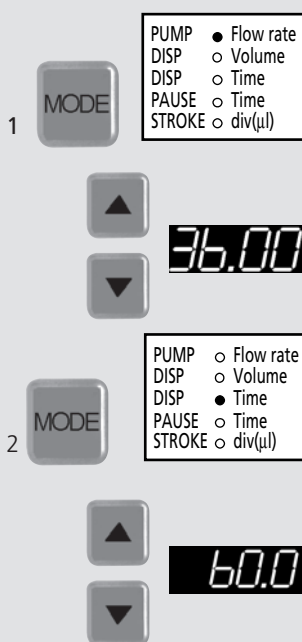 PUMP ● Flow rate
DISP ○ Volume
DISP ○ Time
PAUSE ○ Time
STROKE ○ div(µl)
1 MODE
36.00
PUMP ○ Flow rate
DISP ○ Volume
DISP ● Time
PAUSE ○ Time
STROKE ○ div(µl)
2 MODE
60.0